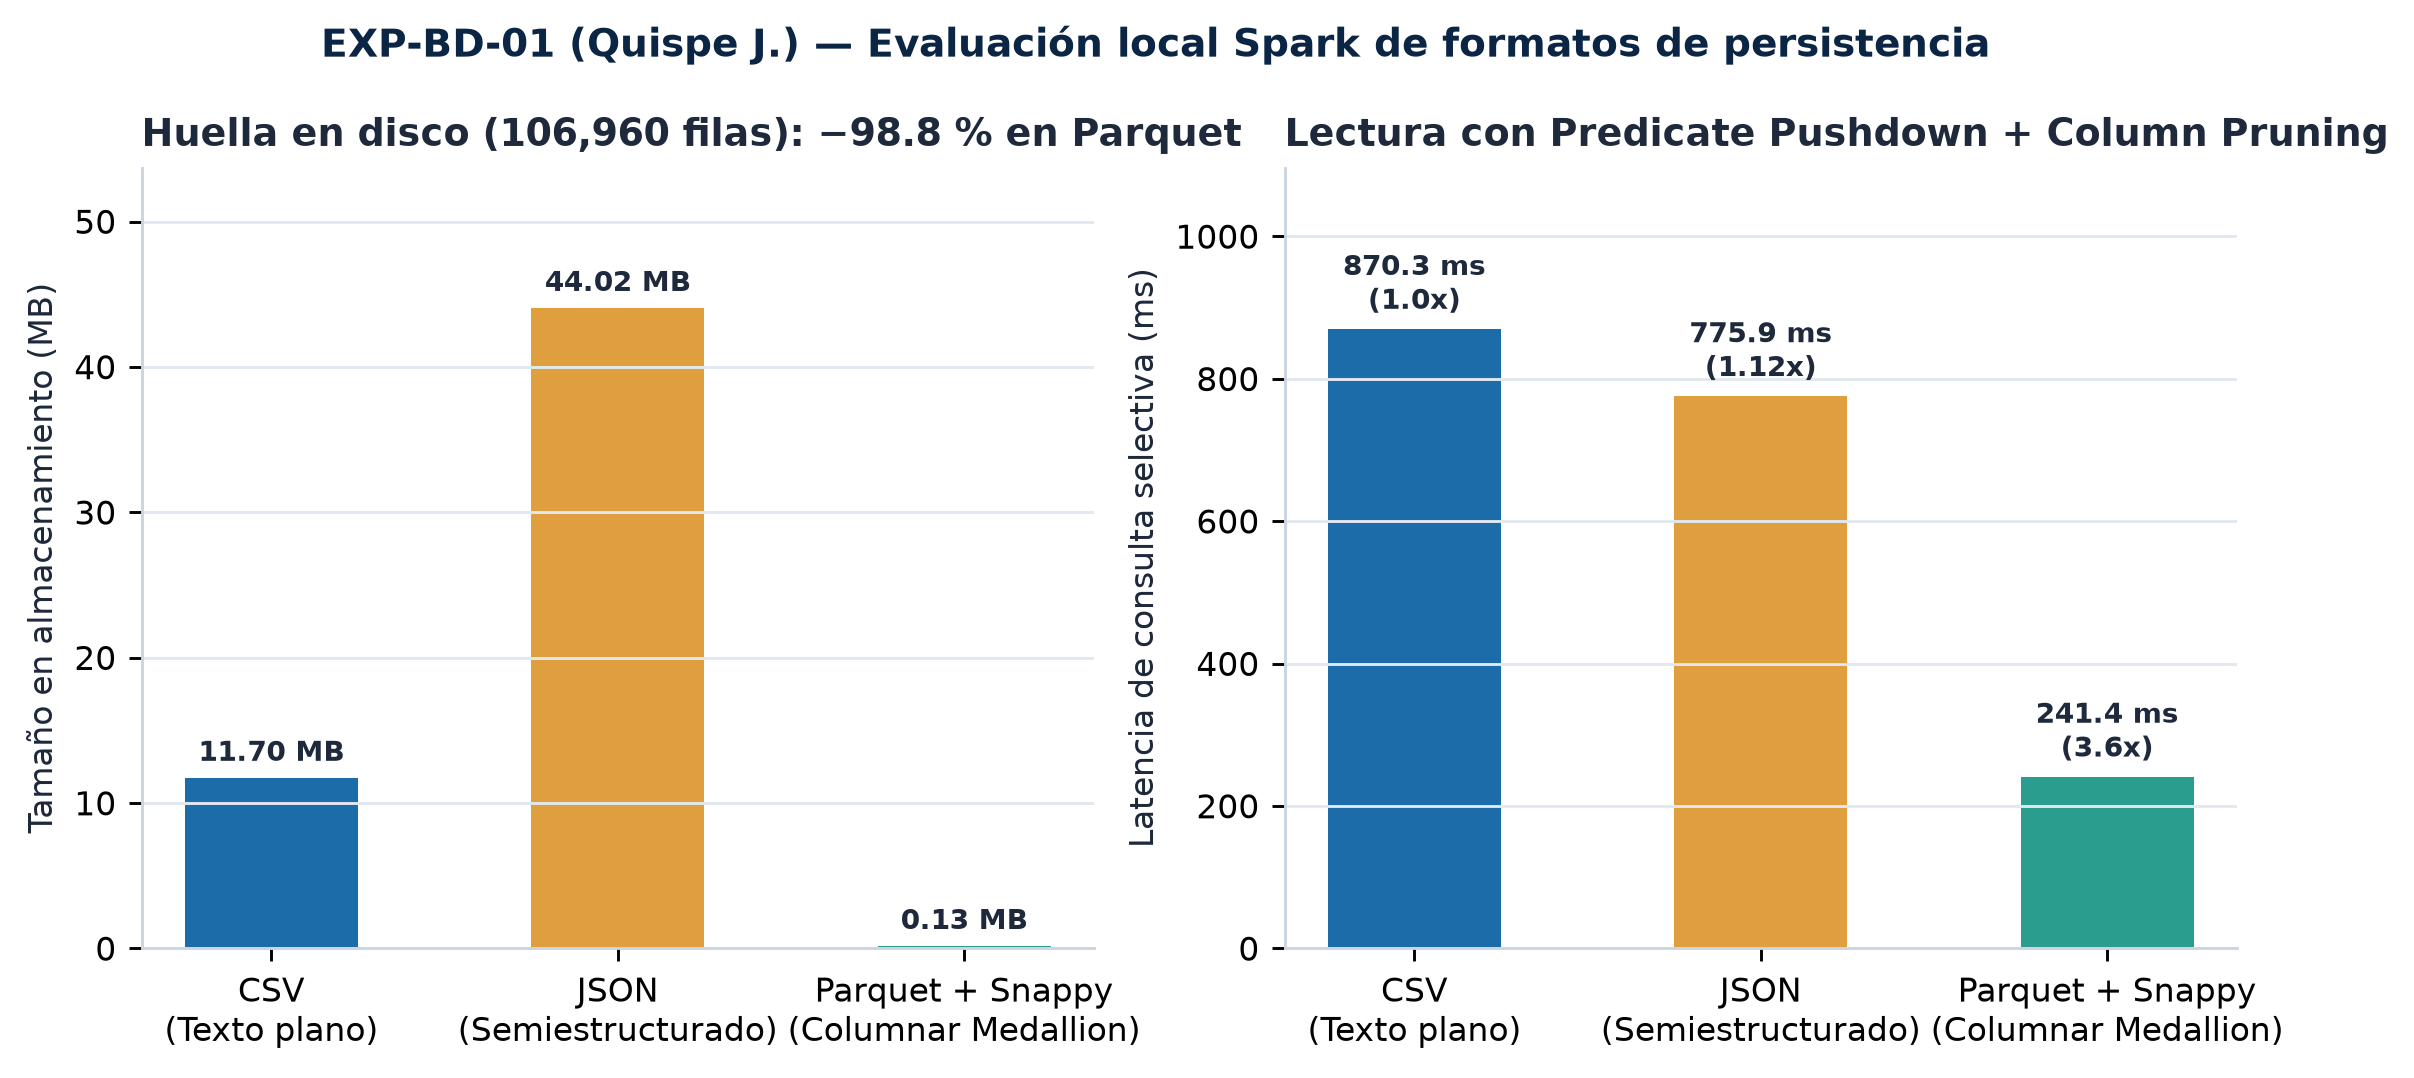 EXP-BD-01 (Quispe J.) — Evaluación local Spark de formatos de persistencia
Huella en disco (106,960 filas): −98.8 % en Parquet
Tamaño en almacenamiento (MB)
50
40
30
20
10
0
11.70 MB
44.02 MB
0.13 MB
CSV
(Texto plano)
JSON
(Semiestructurado)
Parquet + Snappy
(Columnar Medallion)
Lectura con Predicate Pushdown + Column Pruning
Latencia de consulta selectiva (ms)
1000
800
600
400
200
0
870.3 ms
(1.0x)
775.9 ms
(1.12x)
241.4 ms
(3.6x)
CSV
(Texto plano)
JSON
(Semiestructurado)
Parquet + Snappy
(Columnar Medallion)